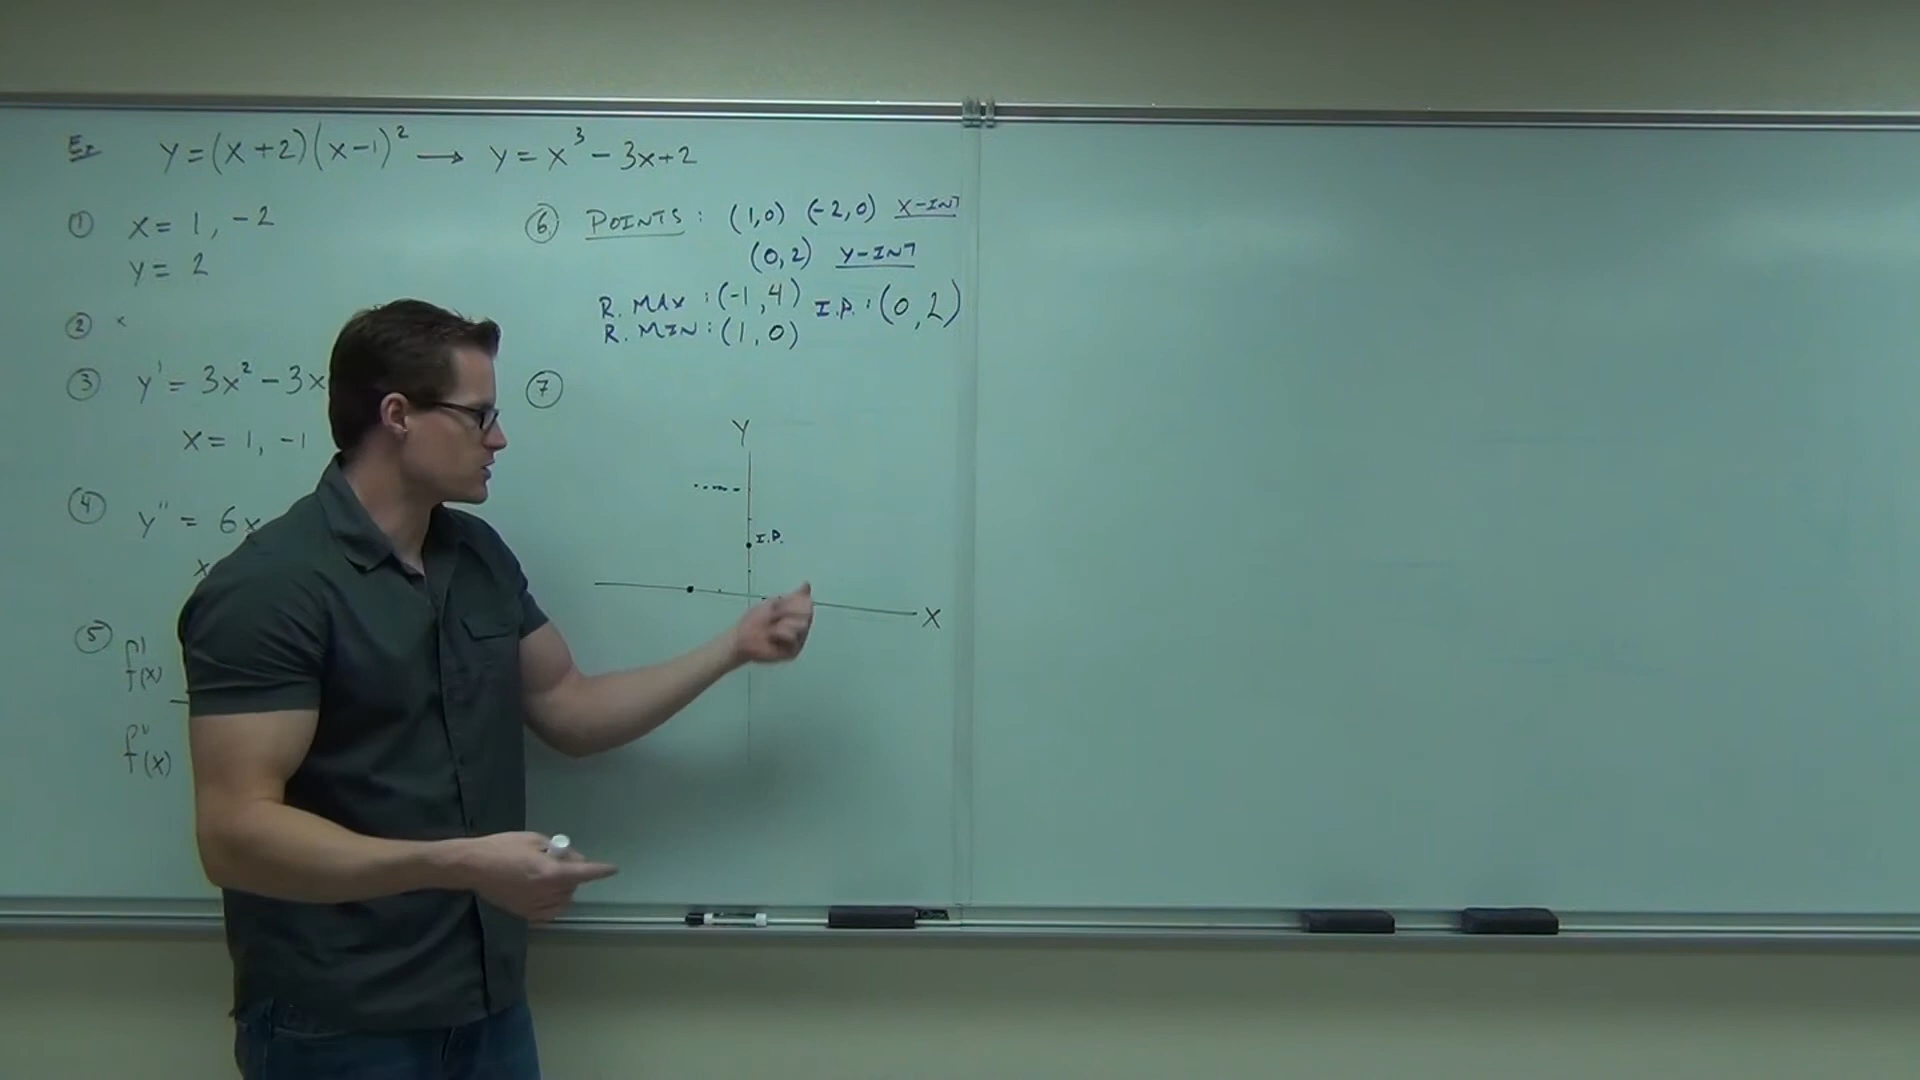 Ex y = (x+2)(x-1)² → y = x³ - 3x + 2
① x = 1, -2
y = 2
② x
③ y' = 3x² - 3x
x = 1, -1
④ y'' = 6x
x
⑤ f'(x)
f''(x)
⑥ POINTS: (1,0) (-2,0) X-INT
(0,2) Y-INT
R. MAX: (-1,4) I.P.: (0,2)
R. MIN: (1,0)
⑦
Y
I.P.
X